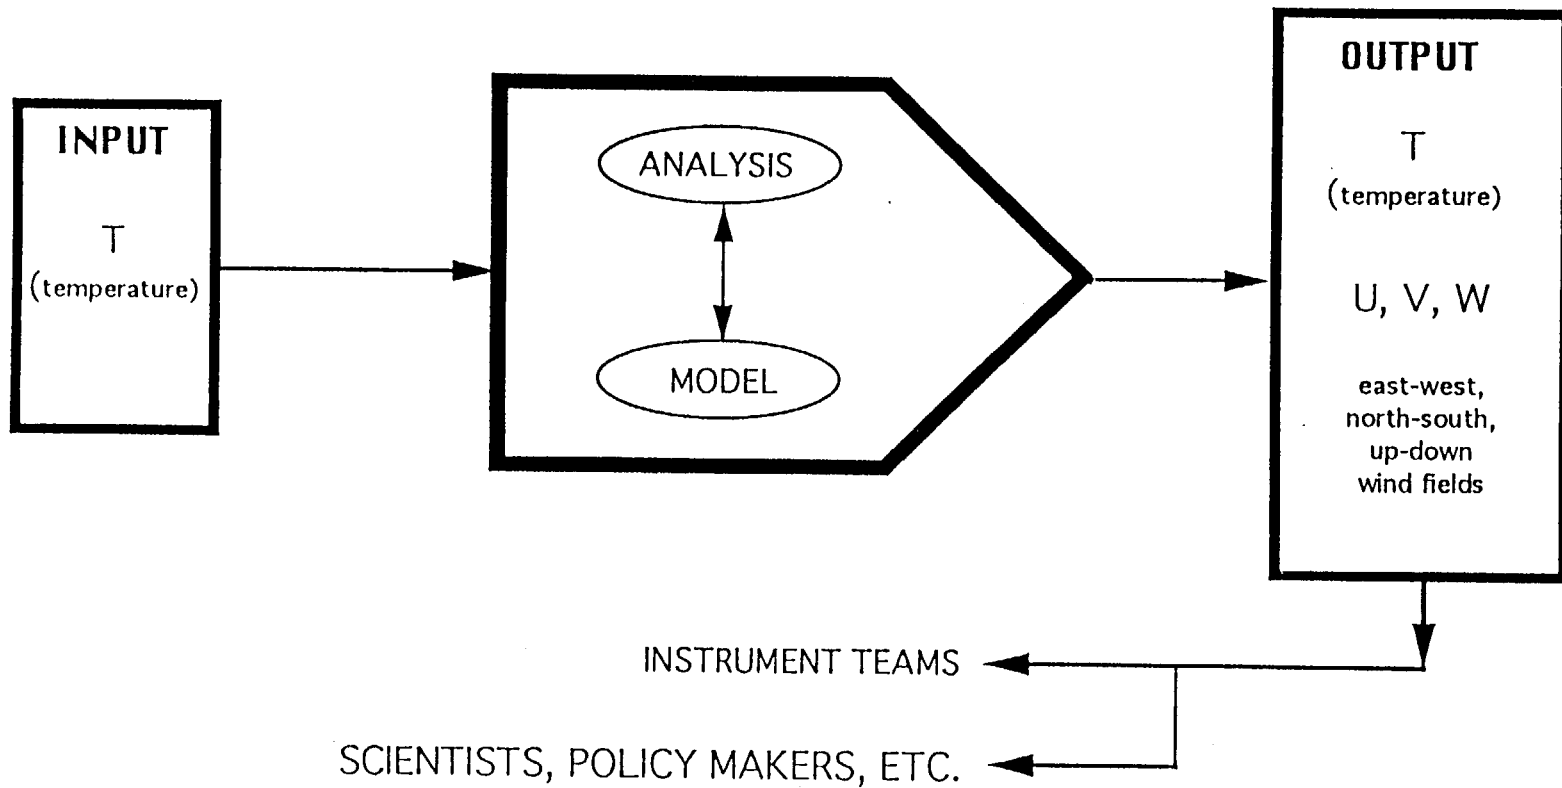 INPUT
T
(temperature)
ANALYSIS
MODEL
OUTPUT
T
(temperature)
U, V, W
east-west,
north-south,
up-down
wind fields
INSTRUMENT TEAMS
SCIENTISTS, POLICY MAKERS, ETC.